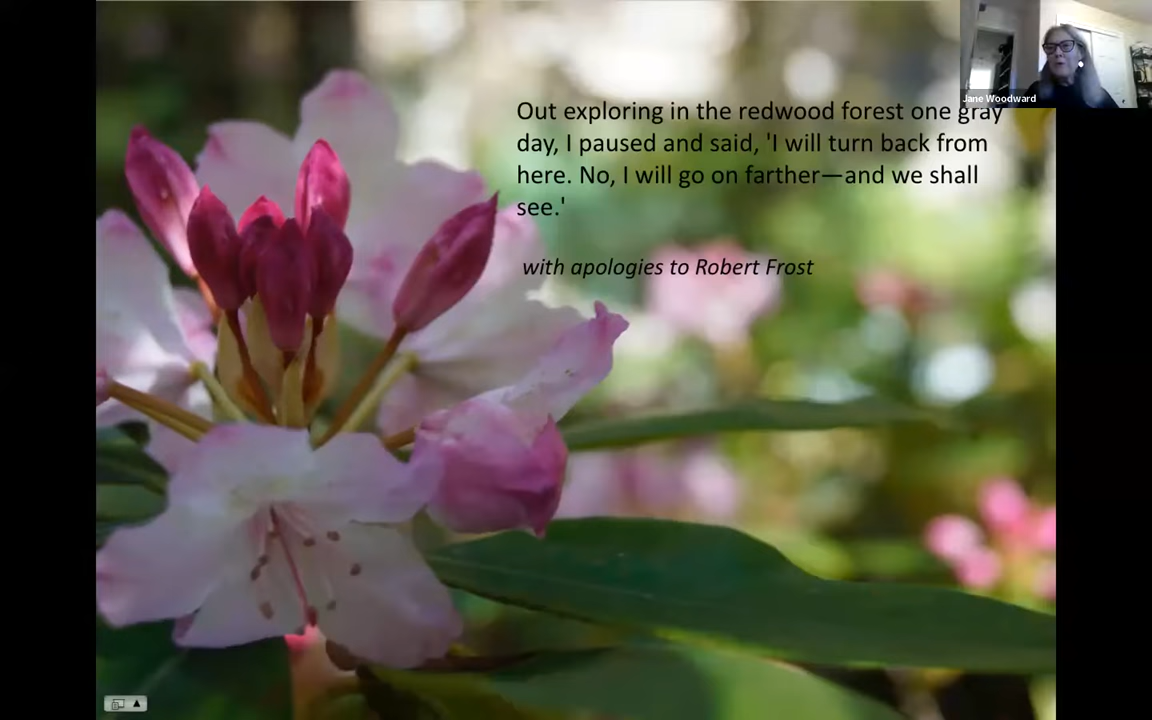 Out exploring in the redwood forest one gray
day, I paused and said, 'I will turn back from
here. No, I will go on farther—and we shall
see.'
with apologies to Robert Frost
Jane Woodward